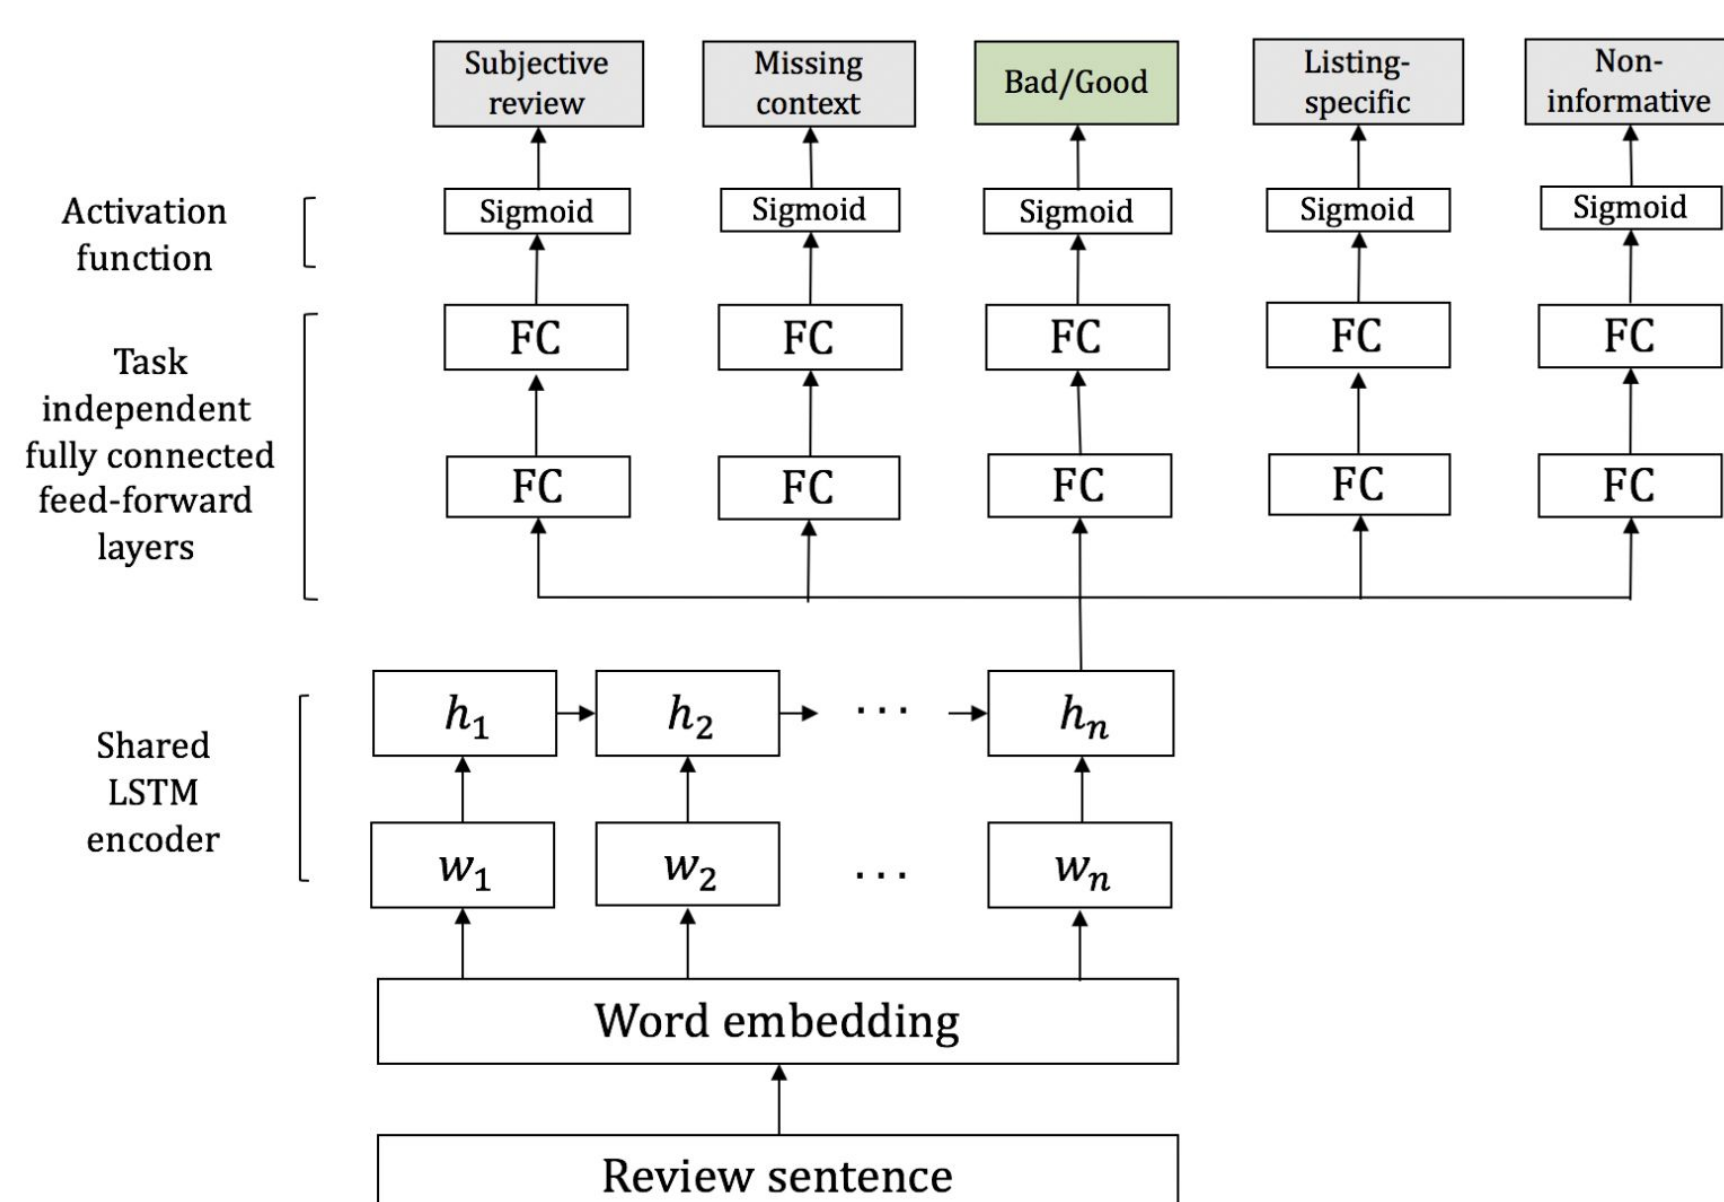 Subjective
review
Missing
context
Bad/Good
Listing-
specific
Non-
informative
Activation
function
Sigmoid
Sigmoid
Sigmoid
Sigmoid
Sigmoid
Task
independent
fully connected
feed-forward
layers
FC
FC
FC
FC
FC
FC
FC
FC
FC
FC
Shared
LSTM
encoder
h₁
h₂
...
hₙ
w₁
w₂
...
wₙ
Word embedding
Review sentence